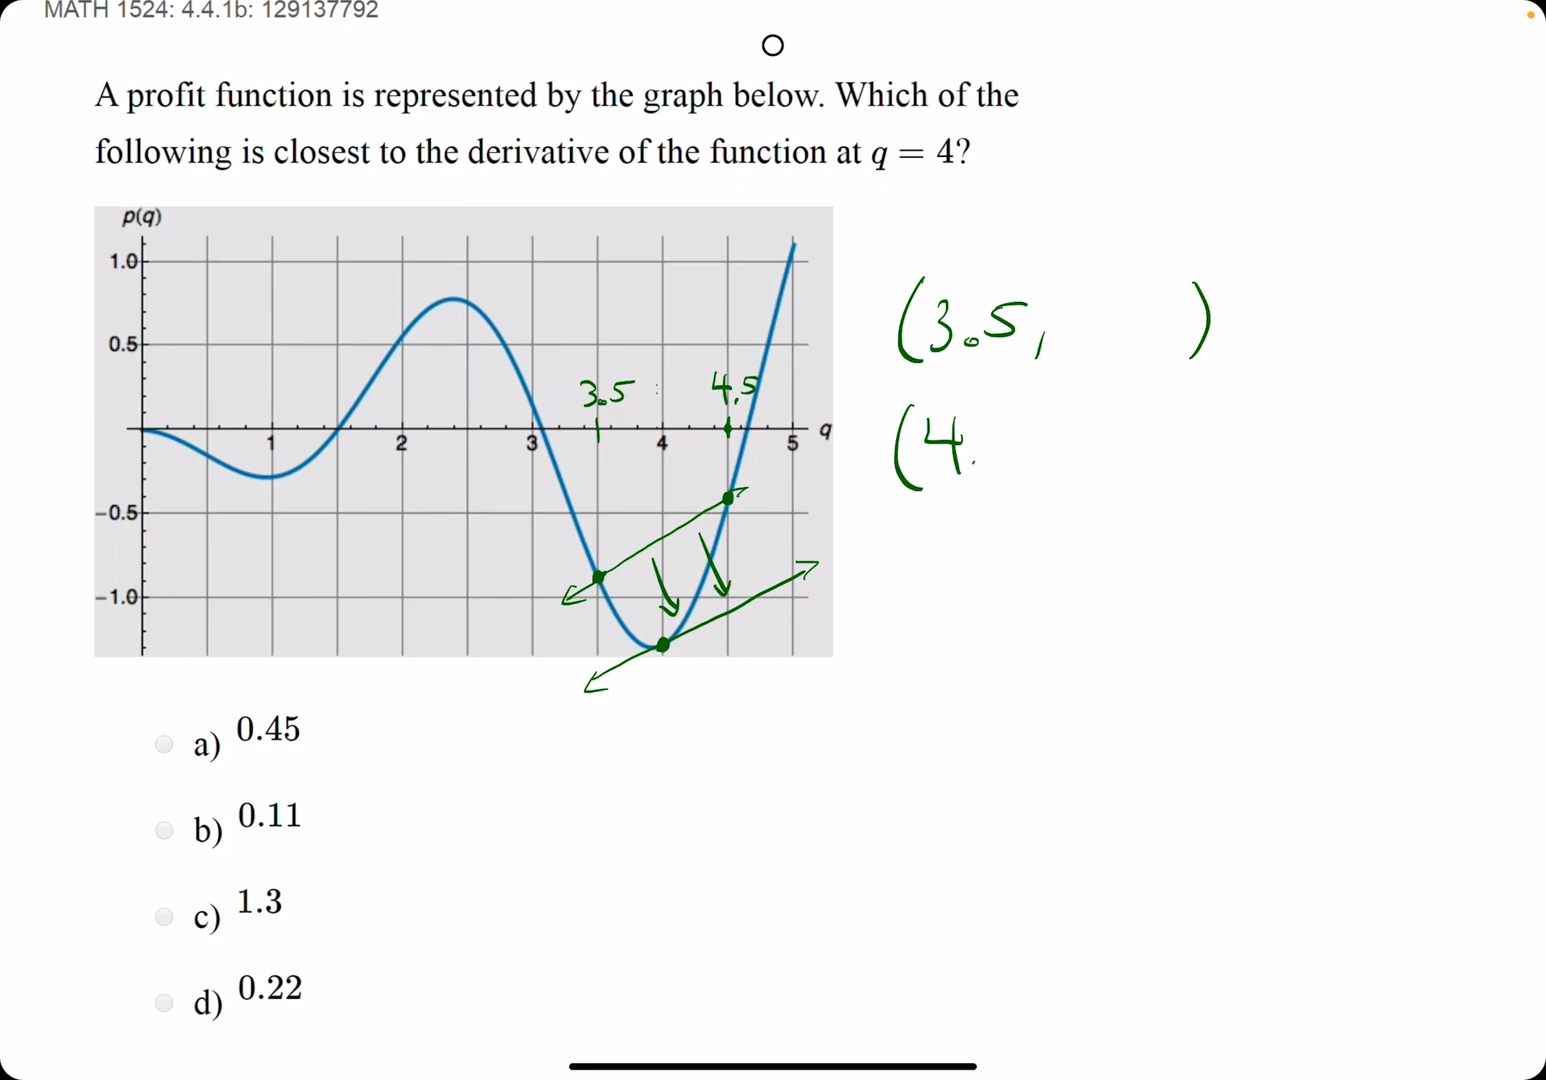 MATH 1524: 4.4.1b: 129137792
A profit function is represented by the graph below. Which of the
following is closest to the derivative of the function at q = 4?
p(q)
1.0
0.5
3.5
4.5
1
2
3
4
5
q
−0.5
−1.0
(3.5, )
(4.
a) 0.45
b) 0.11
c) 1.3
d) 0.22